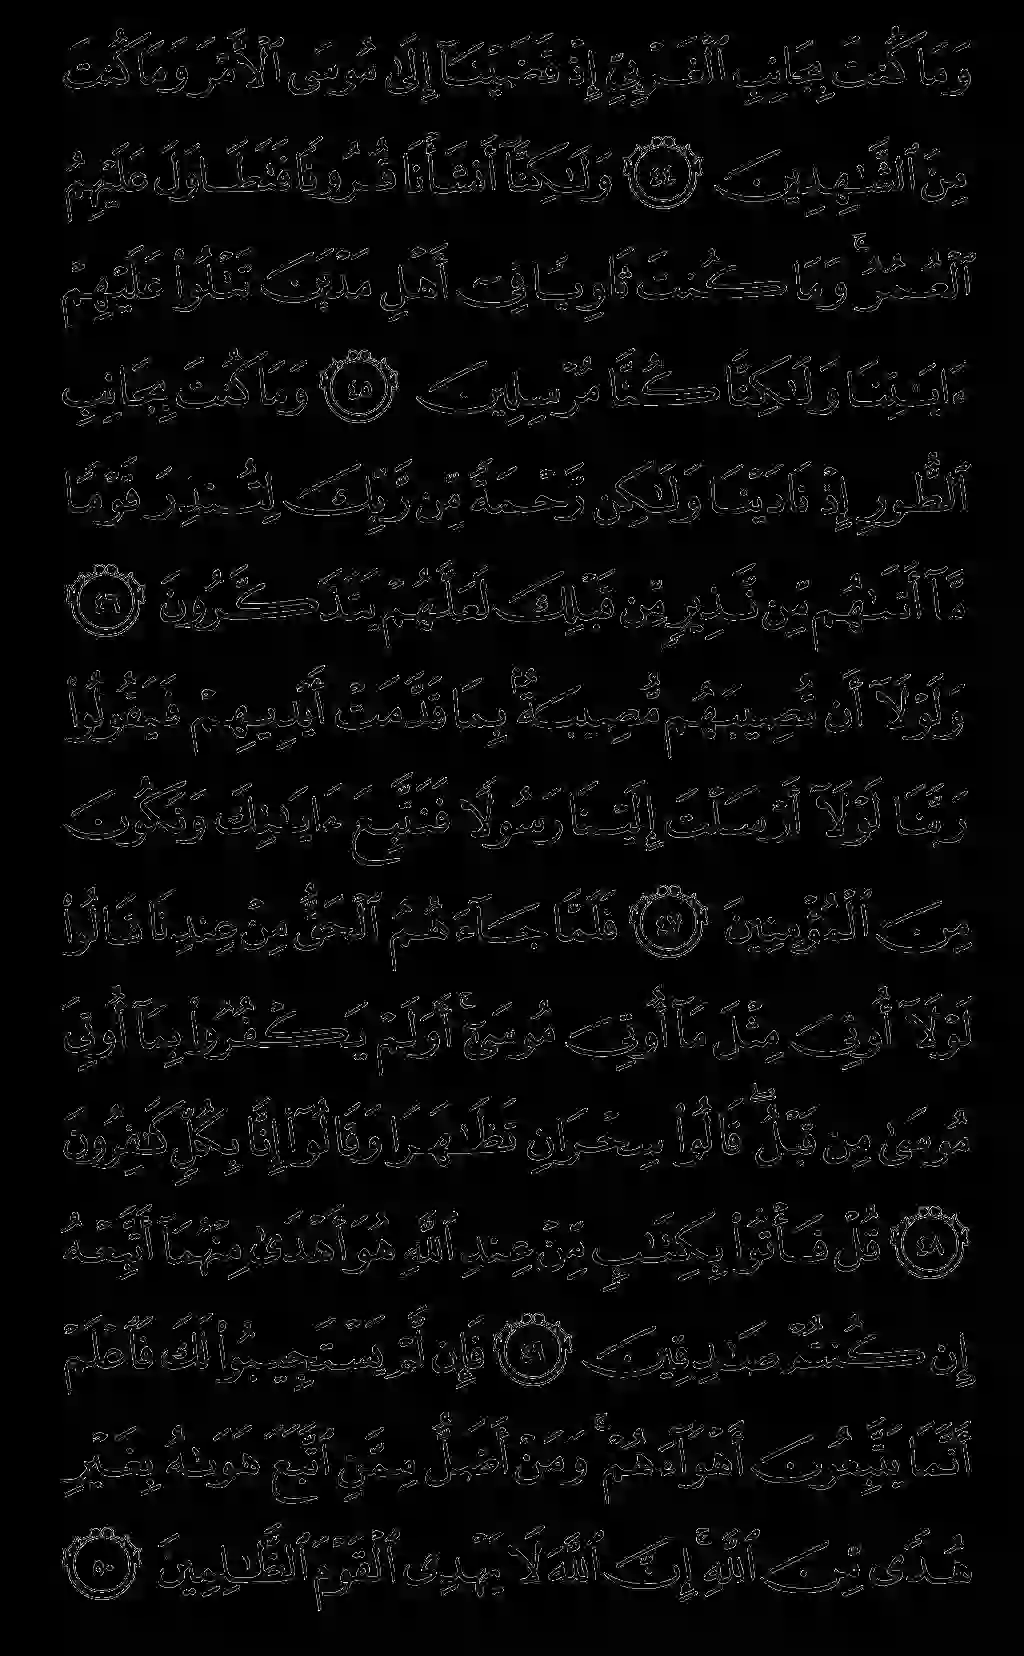 وَمَا كُنتَ بِجَانِبِ ٱلْغَرْبِىِّ إِذْ قَضَيْنَآ إِلَىٰ مُوسَى ٱلْأَمْرَ وَمَا كُنتَ
مِنَ ٱلشَّـٰهِدِينَ ٤٤ وَلَـٰكِنَّآ أَنشَأْنَا قُرُونًا فَتَطَاوَلَ عَلَيْهِمُ
ٱلْعُمُرُ ۚ وَمَا كُنتَ ثَاوِيًا فِىٓ أَهْلِ مَدْيَنَ تَتْلُوا۟ عَلَيْهِمْ
ءَايَـٰتِنَا وَلَـٰكِنَّا كُنَّا مُرْسِلِينَ ٤٥ وَمَا كُنتَ بِجَانِبِ
ٱلطُّورِ إِذْ نَادَيْنَا وَلَـٰكِن رَّحْمَةً مِّن رَّبِّكَ لِتُنذِرَ قَوْمًا
مَّآ أَتَىٰهُم مِّن نَّذِيرٍ مِّن قَبْلِكَ لَعَلَّهُمْ يَتَذَكَّرُونَ ٤٦
وَلَوْلَآ أَن تُصِيبَهُم مُّصِيبَةٌۢ بِمَا قَدَّمَتْ أَيْدِيهِمْ فَيَقُولُوا۟
رَبَّنَا لَوْلَآ أَرْسَلْتَ إِلَيْنَا رَسُولًا فَنَتَّبِعَ ءَايَـٰتِكَ وَنَكُونَ
مِنَ ٱلْمُؤْمِنِينَ ٤٧ فَلَمَّا جَآءَهُمُ ٱلْحَقُّ مِنْ عِندِنَا قَالُوا۟
لَوْلَآ أُوتِىَ مِثْلَ مَآ أُوتِىَ مُوسَىٰٓ ۚ أَوَلَمْ يَكْفُرُوا۟ بِمَآ أُوتِىَ
مُوسَىٰ مِن قَبْلُ ۖ قَالُوا۟ سِحْرَانِ تَظَـٰهَرَا وَقَالُوٓا۟ إِنَّا بِكُلٍّ كَـٰفِرُونَ
٤٨ قُلْ فَأْتُوا۟ بِكِتَـٰبٍ مِّنْ عِندِ ٱللَّهِ هُوَ أَهْدَىٰ مِنْهُمَآ أَتَّبِعْهُ
إِن كُنتُمْ صَـٰدِقِينَ ٤٩ فَإِن لَّمْ يَسْتَجِيبُوا۟ لَكَ فَٱعْلَمْ
أَنَّمَا يَتَّبِعُونَ أَهْوَآءَهُمْ ۚ وَمَنْ أَضَلُّ مِمَّنِ ٱتَّبَعَ هَوَىٰهُ بِغَيْرِ
هُدًى مِّنَ ٱللَّهِ ۚ إِنَّ ٱللَّهَ لَا يَهْدِى ٱلْقَوْمَ ٱلظَّـٰلِمِينَ ٥٠